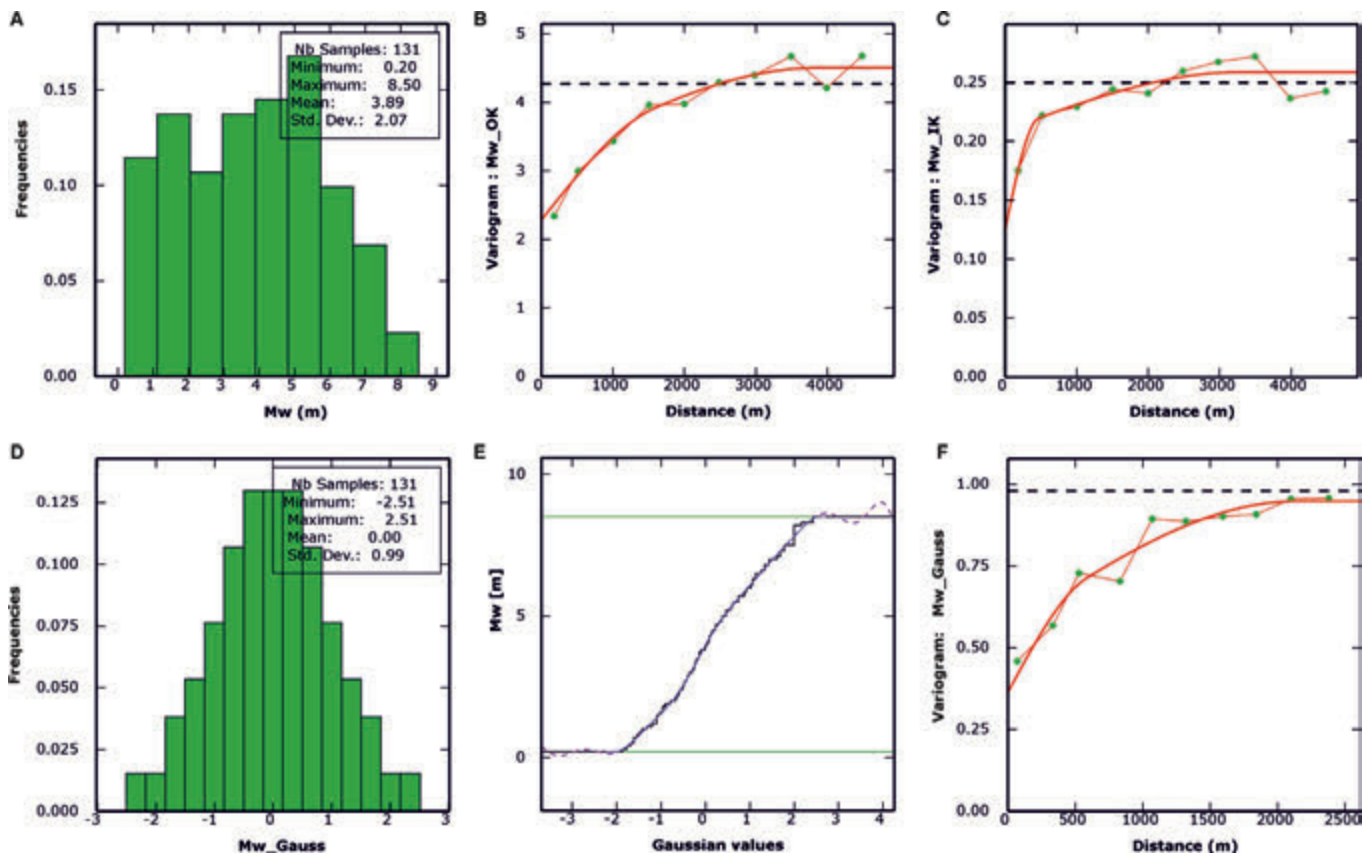 A
Frequencies
0.15
0.10
0.05
0.00
Nb Samples: 131
Minimum: 0.20
Maximum: 8.50
Mean: 3.89
Std. Dev.: 2.07
0 1 2 3 4 5 6 7 8 9
Mw (m)
B
Variogram : Mw_OK
5
4
3
2
1
0
0 1000 2000 3000 4000
Distance (m)
C
Variogram : Mw_IK
0.25
0.20
0.15
0.10
0.05
0.00
0 1000 2000 3000 4000
Distance (m)
D
Frequencies
0.125
0.100
0.075
0.050
0.025
0.000
Nb Samples: 131
Minimum: -2.51
Maximum: 2.51
Mean: 0.00
Std. Dev.: 0.99
-3 -2 -1 0 1 2 3
Mw_Gauss
E
Mw [m]
10
5
0
-3 -2 -1 0 1 2 3 4
Gaussian values
F
Variogram: Mw_Gauss
1.00
0.75
0.50
0.25
0.00
0 500 1000 1500 2000 2500
Distance (m)